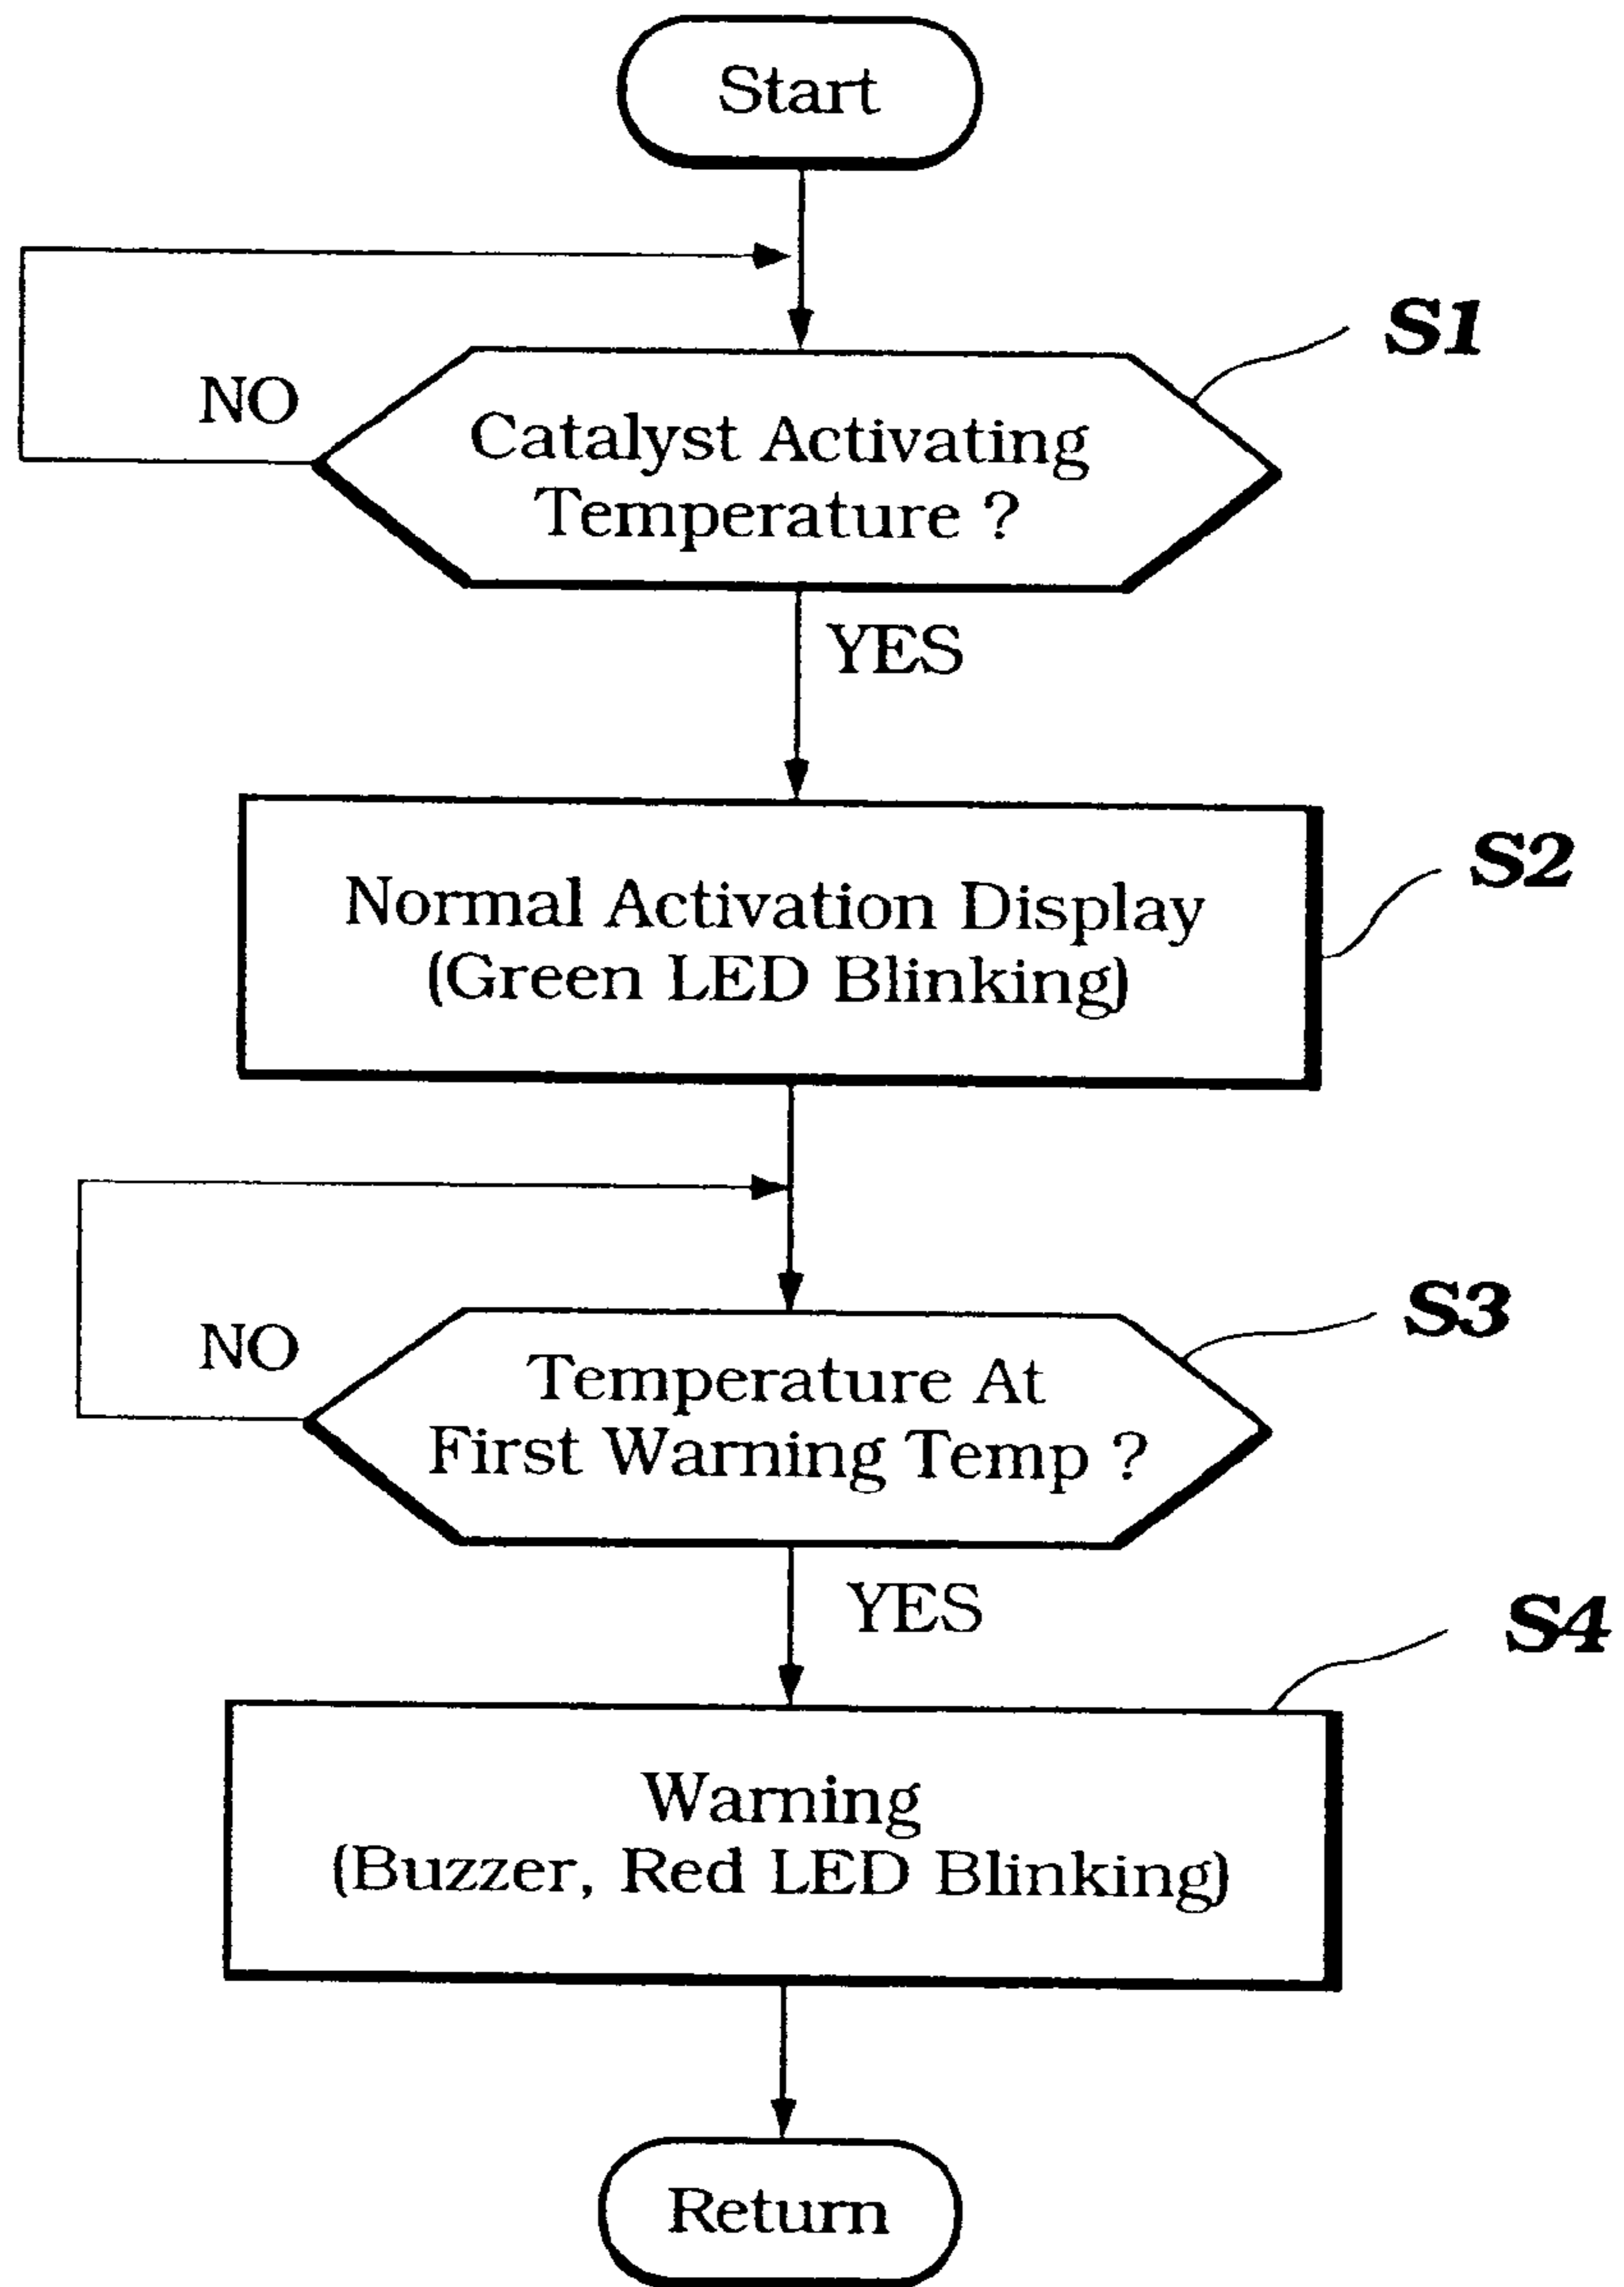 Start
S1
NO
Catalyst Activating
Temperature ?
YES
S2
Normal Activation Display
(Green LED Blinking)
S3
NO
Temperature At
First Warning Temp ?
YES
S4
Warning
(Buzzer, Red LED Blinking)
Return